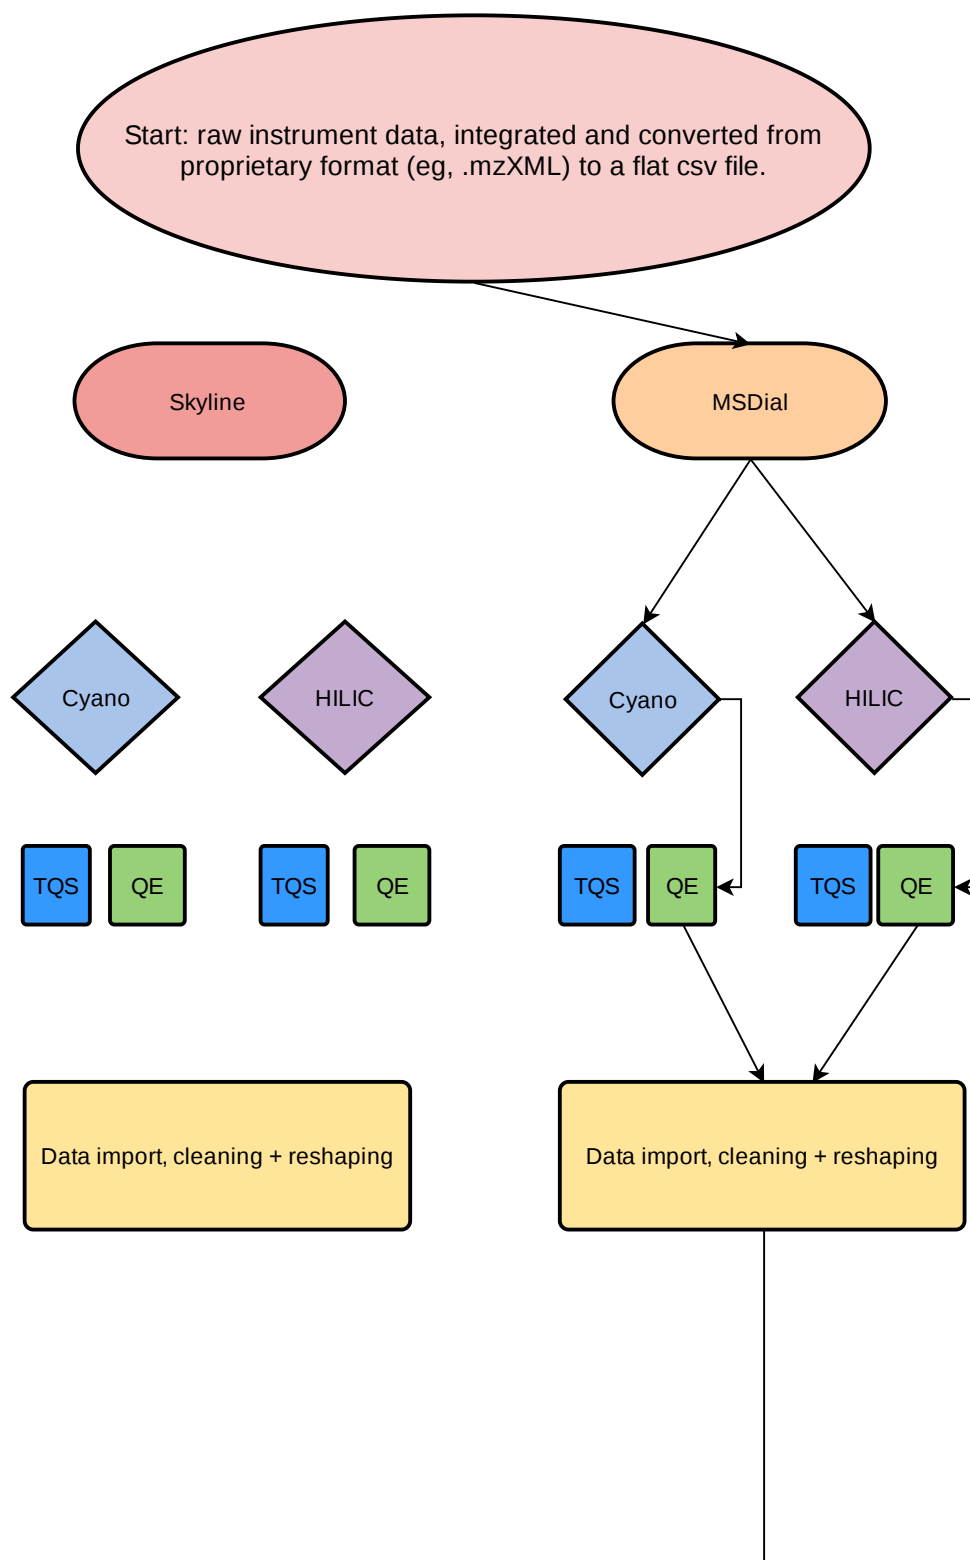 Start: raw instrument data, integrated and converted from
proprietary format (eg, .mzXML) to a flat csv file.
Skyline
MSDial
Cyano
HILIC
Cyano
HILIC
TQS
QE
TQS
QE
TQS
QE
TQS
QE
Data import, cleaning + reshaping
Data import, cleaning + reshaping